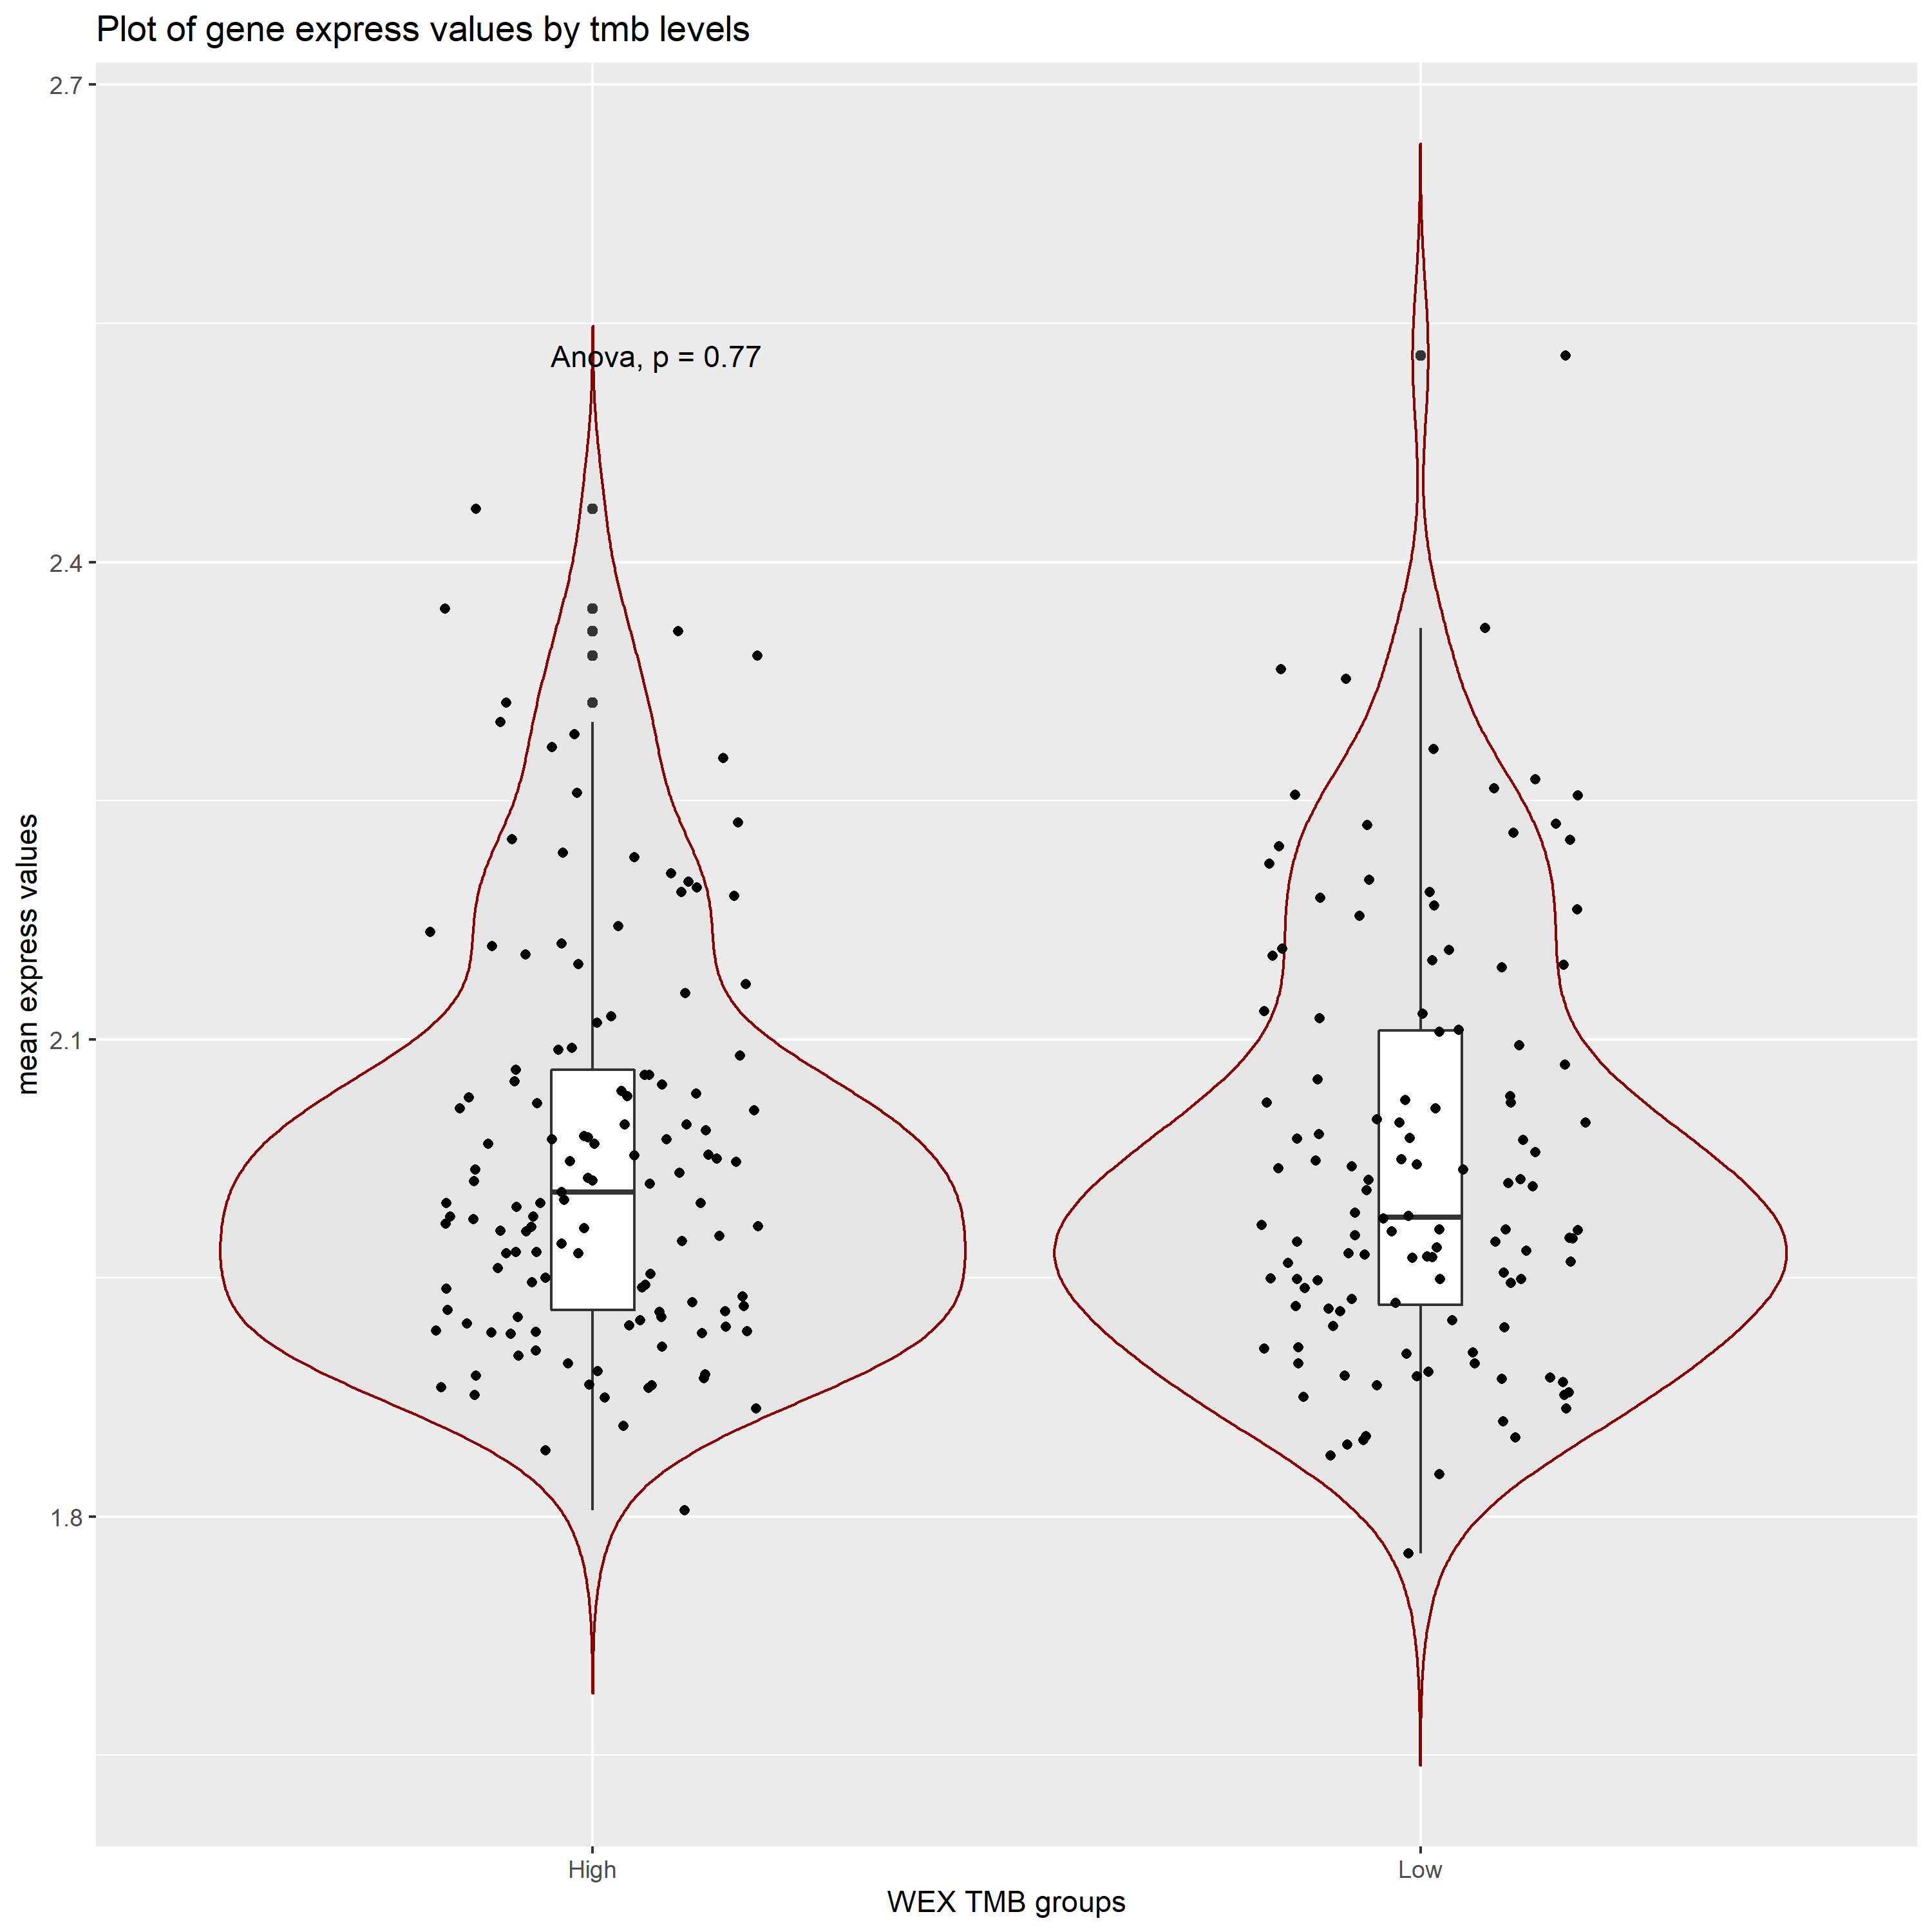 Plot of gene express values by tmb levels
2.7
Anova, p = 0.77
2.4
2.1
1.8
mean express values
High
Low
WEX TMB groups